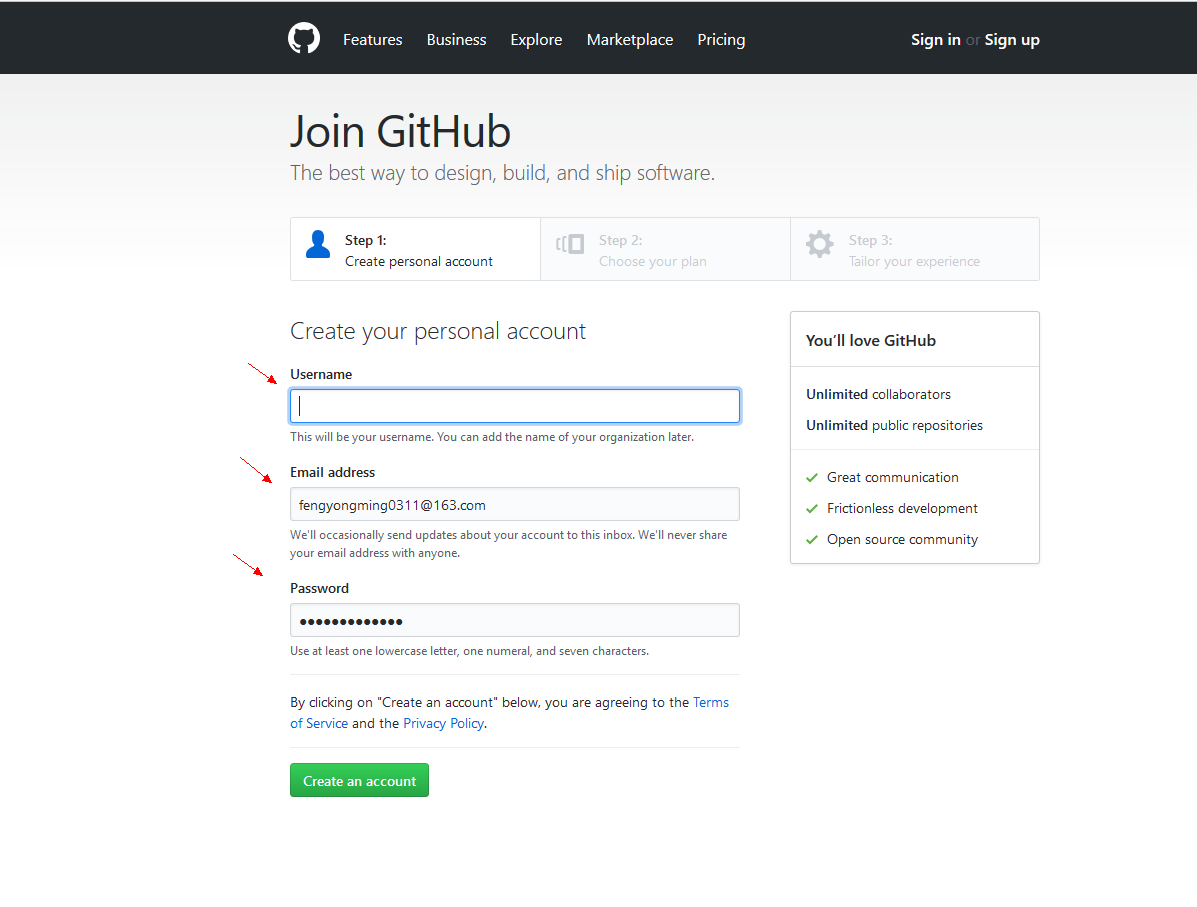 Features Business Explore Marketplace Pricing Sign in or Sign up
Join GitHub
The best way to design, build, and ship software.
Step 1:
Create personal account
Step 2:
Choose your plan
Step 3:
Tailor your experience
Create your personal account
Username
This will be your username. You can add the name of your organization later.
Email address
fengyongming0311@163.com
We'll occasionally send updates about your account to this inbox. We'll never share
your email address with anyone.
Password
•••••••••••••
Use at least one lowercase letter, one numeral, and seven characters.
By clicking on "Create an account" below, you are agreeing to the Terms
of Service and the Privacy Policy.
Create an account
You’ll love GitHub
Unlimited collaborators
Unlimited public repositories
Great communication
Frictionless development
Open source community